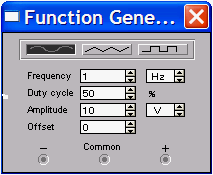 Function Gene...
Frequency 1 Hz
Duty cycle 50 %
Amplitude 10 V
Offset 0
− Common +